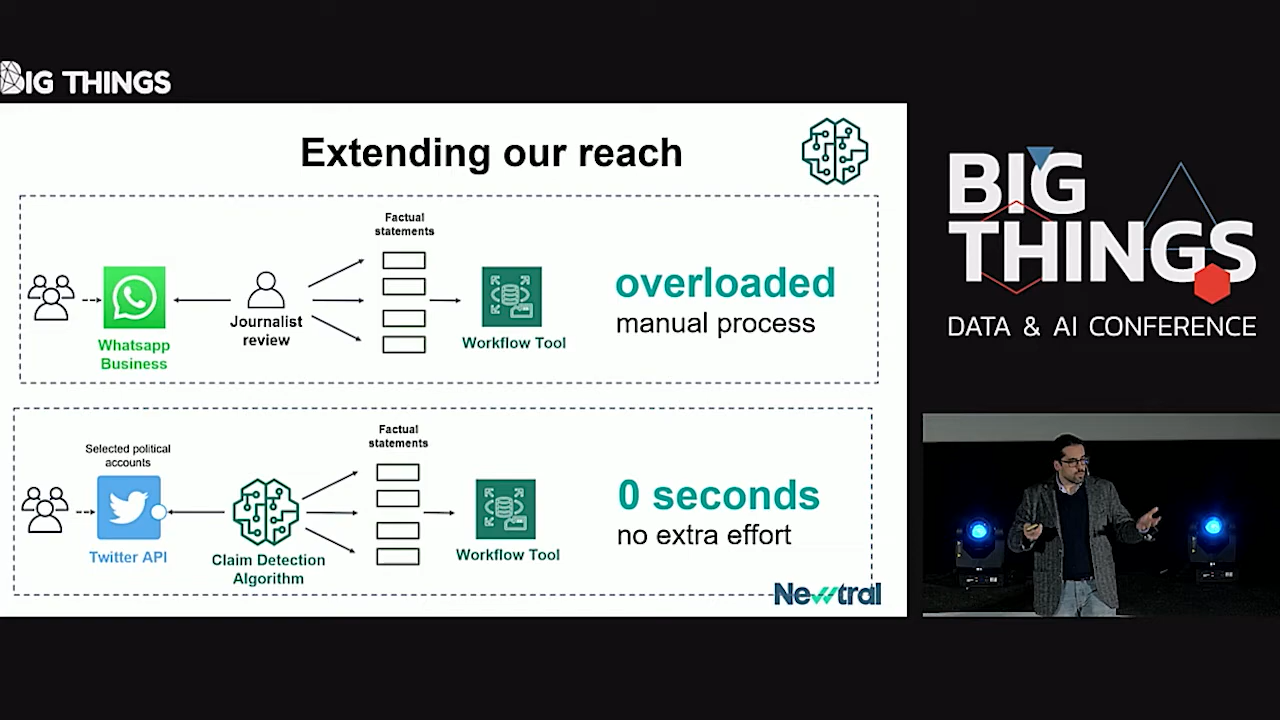 BIG THINGS
Extending our reach
Factual
statements
Journalist
review
Whatsapp
Business
Workflow Tool
overloaded
manual process
Selected political
accounts
Factual
statements
Twitter API
Claim Detection
Algorithm
Workflow Tool
0 seconds
no extra effort
Newtral
BIG
THINGS
DATA & AI CONFERENCE